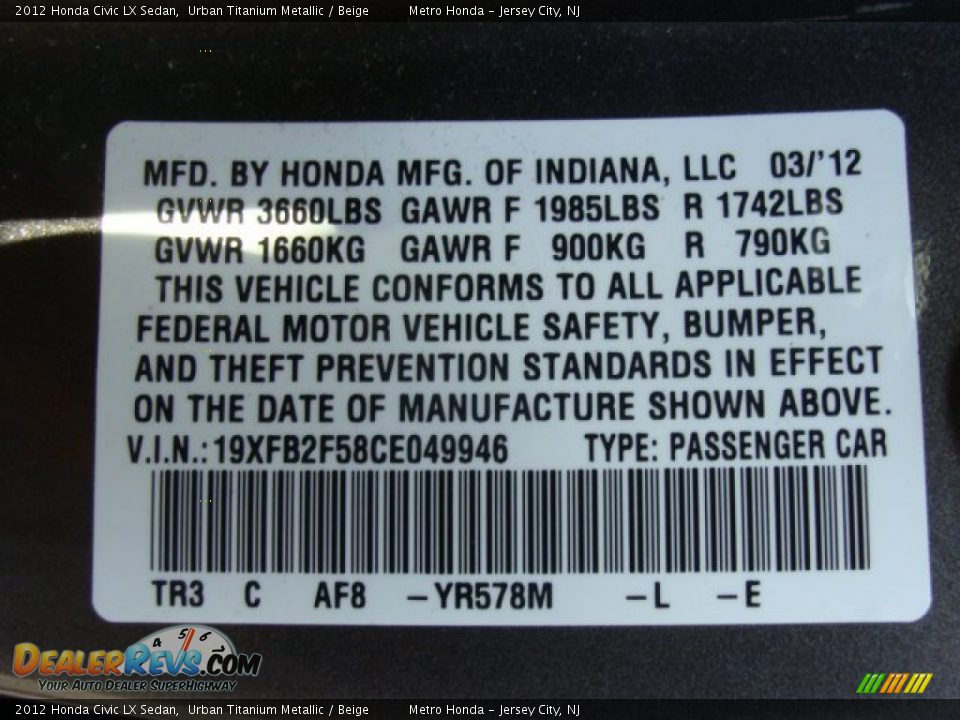 2012 Honda Civic LX Sedan, Urban Titanium Metallic / Beige Metro Honda - Jersey City, NJ
MFD. BY HONDA MFG. OF INDIANA, LLC 03/'12
GVWR 3660LBS GAWR F 1985LBS R 1742LBS
GVWR 1660KG GAWR F 900KG R 790KG
THIS VEHICLE CONFORMS TO ALL APPLICABLE
FEDERAL MOTOR VEHICLE SAFETY, BUMPER,
AND THEFT PREVENTION STANDARDS IN EFFECT
ON THE DATE OF MANUFACTURE SHOWN ABOVE.
V.I.N.: 19XFB2F58CE049946 TYPE: PASSENGER CAR
TR3 C AF8 -YR578M -L -E
4 5 6
DEALERREVS.COM
YOUR AUTO DEALER SUPERHIGHWAY
2012 Honda Civic LX Sedan, Urban Titanium Metallic / Beige Metro Honda - Jersey City, NJ